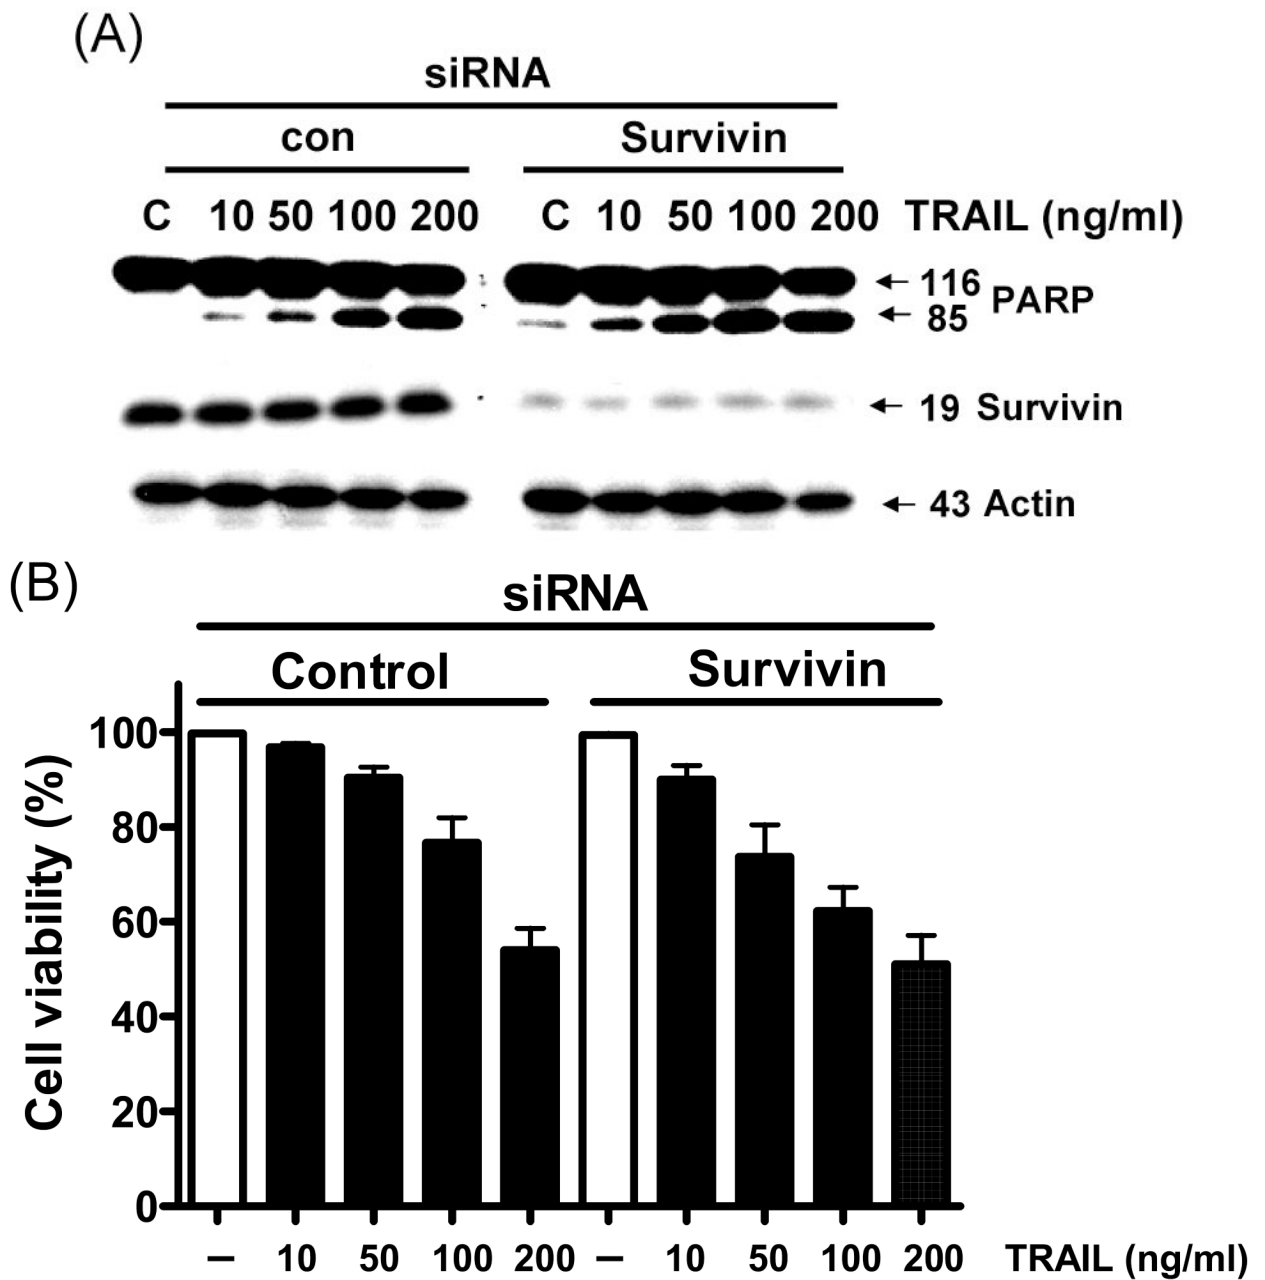 (A)
siRNA
con Survivin
C 10 50 100 200 C 10 50 100 200 TRAIL (ng/ml)
116
PARP
85
19 Survivin
43 Actin
(B)
siRNA
Control Survivin
100
80
60
40
20
0
Cell viability (%)
– 10 50 100 200 – 10 50 100 200 TRAIL (ng/ml)